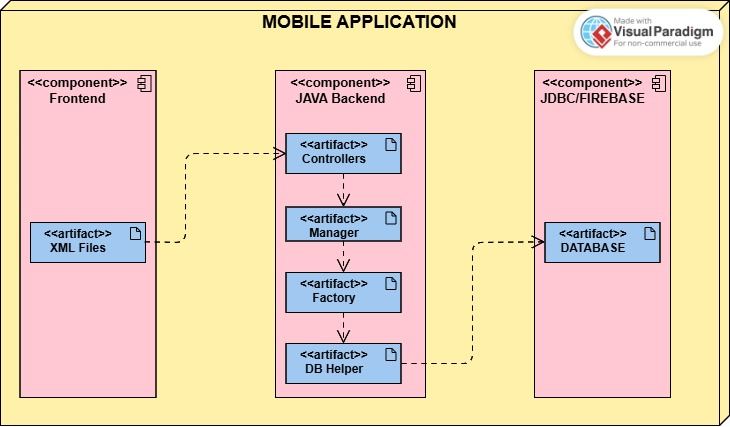 MOBILE APPLICATION
Made with
Visual Paradigm
For non-commercial use
<<component>>
Frontend
<<artifact>>
XML Files
<<component>>
JAVA Backend
<<artifact>>
Controllers
<<artifact>>
Manager
<<artifact>>
Factory
<<artifact>>
DB Helper
<<component>>
JDBC/FIREBASE
<<artifact>>
DATABASE